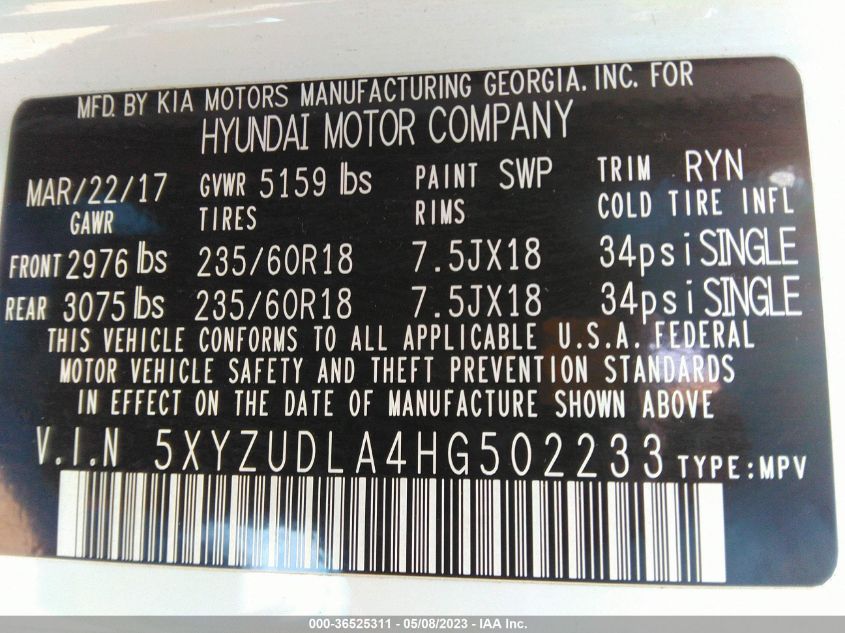 MFD. BY KIA MOTORS MANUFACTURING GEORGIA. INC. FOR
HYUNDAI MOTOR COMPANY
MAR/22/17 GVWR 5159 lbs PAINT SWP TRIM RYN
GAWR TIRES RIMS COLD TIRE INFL
FRONT 2976 lbs 235/60R18 7.5JX18 34psi SINGLE
REAR 3075 lbs 235/60R18 7.5JX18 34psi SINGLE
THIS VEHICLE CONFORMS TO ALL APPLICABLE U.S.A. FEDERAL
MOTOR VEHICLE SAFETY AND THEFT PREVENTION STANDARDS
IN EFFECT ON THE DATE OF MANUFACTURE SHOWN ABOVE
V.I.N 5XYZUDLA4HG502233 TYPE:MPV
000-36525311 - 05/08/2023 - IAA Inc.